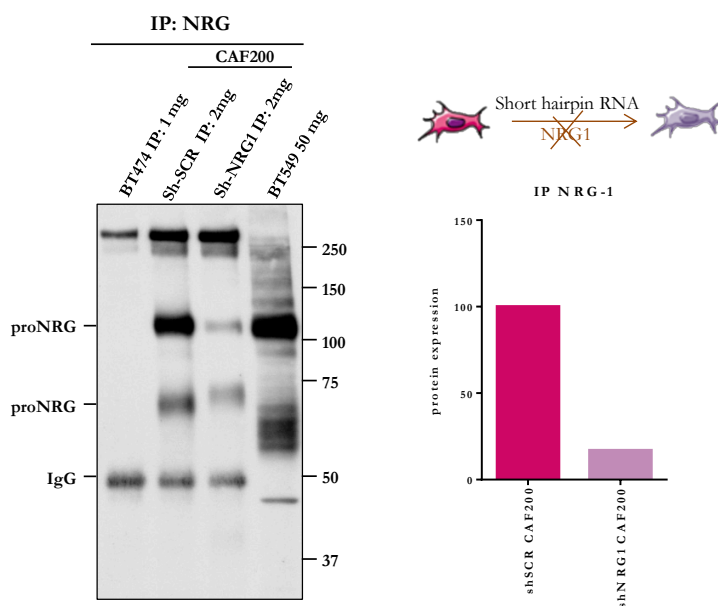 IP: NRG
CAF200
BT474 IP: 1 mg
Sh-SCR IP: 2mg
Sh-NRG1 IP: 2mg
BT549 50 mg
250
150
proNRG
100
75
proNRG
IgG
50
37
Short hairpin RNA
NRG1
IP NRG-1
protein expression
150
100
50
0
shSCR CAF200
shNRG1 CAF200